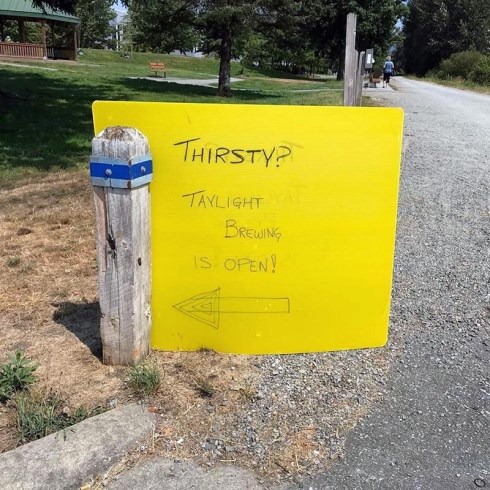 THIRSTY?
TAYLIGHT
BREWING
IS OPEN!